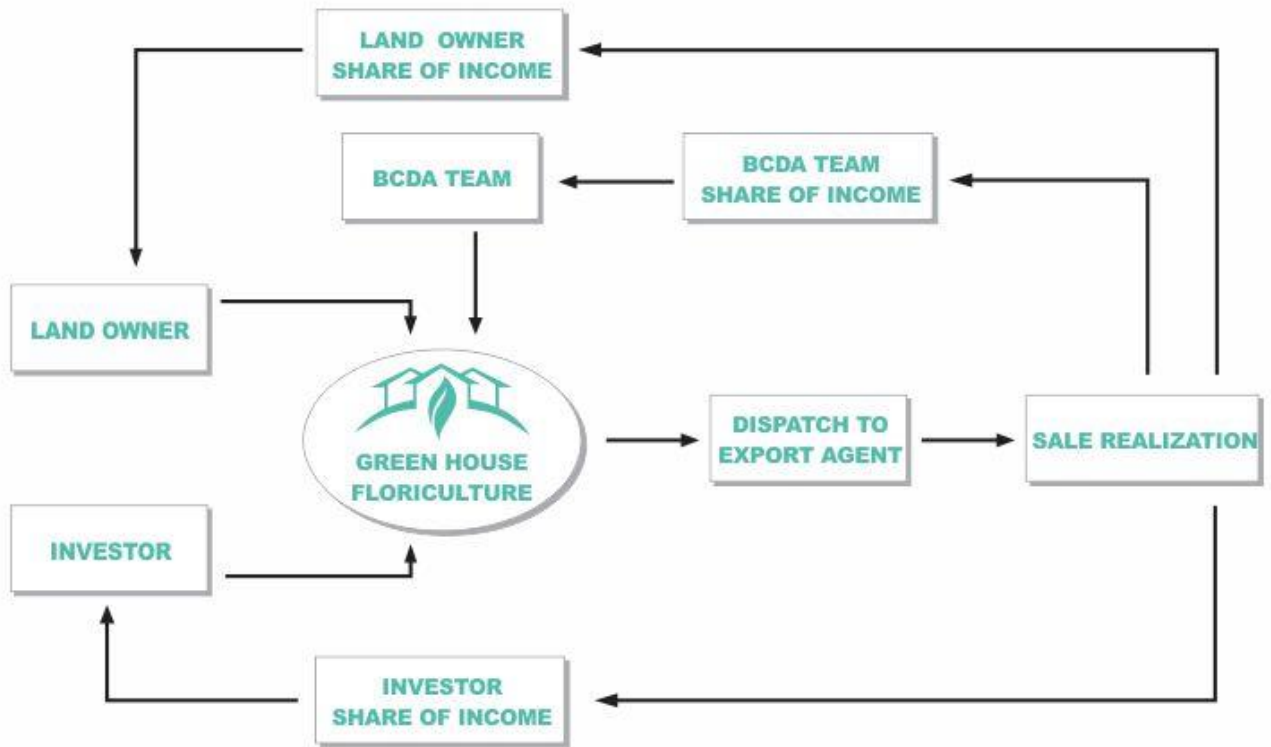 LAND OWNER
SHARE OF INCOME
BCDA TEAM
BCDA TEAM
SHARE OF INCOME
LAND OWNER
GREEN HOUSE
FLORICULTURE
DISPATCH TO
EXPORT AGENT
SALE REALIZATION
INVESTOR
INVESTOR
SHARE OF INCOME